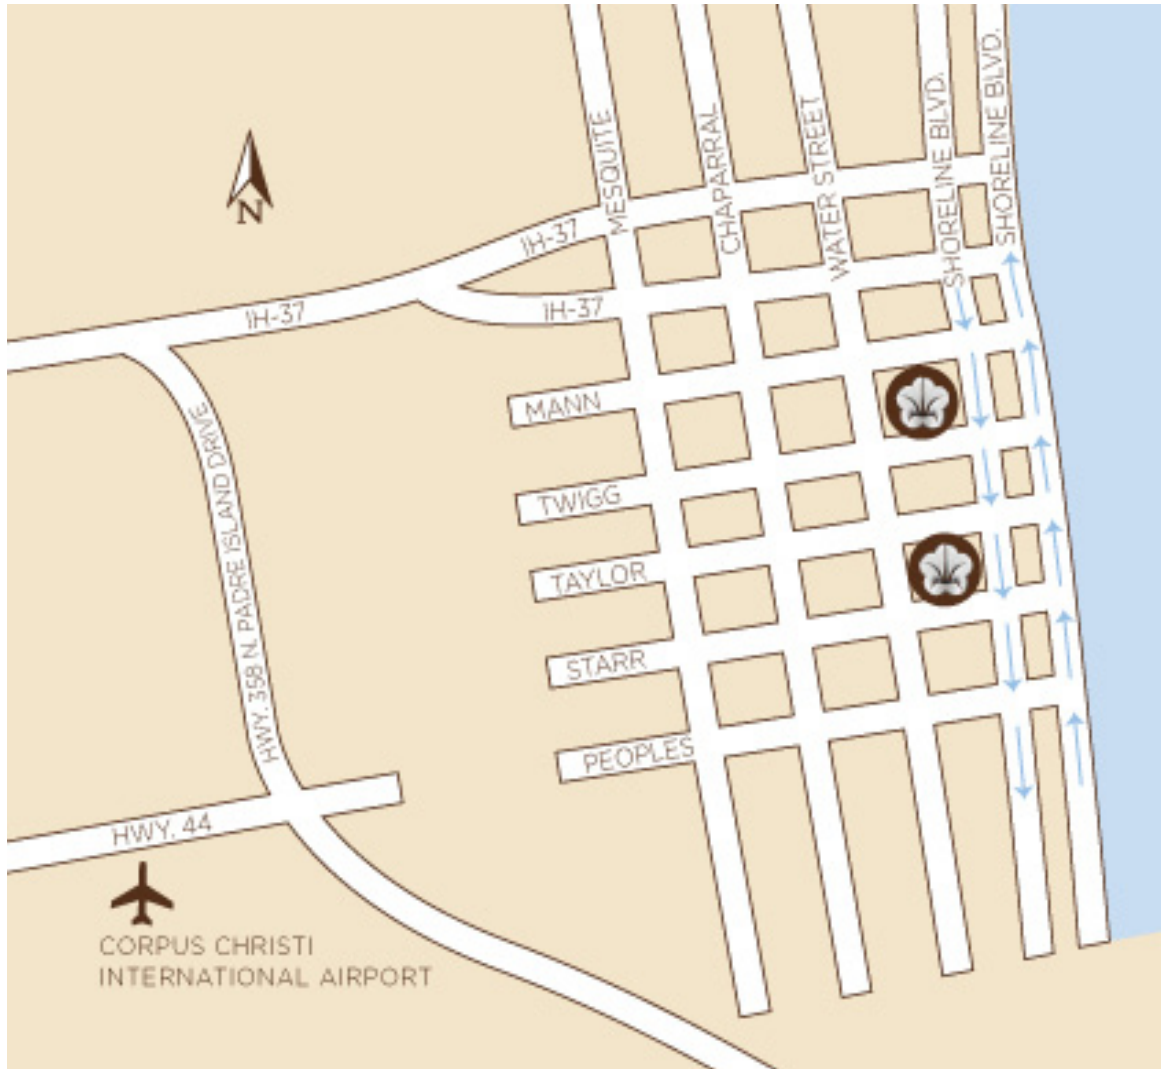 MESQUITE
CHAPARRAL
WATER STREET
SHORELINE BLVD.
SHORELINE BLVD.
N
IH-37
IH-37
IH-37
MANN
TWIGG
TAYLOR
STARR
PEOPLES
HWY. 358 N. PADRE ISLAND DRIVE
HWY. 44
CORPUS CHRISTI
INTERNATIONAL AIRPORT